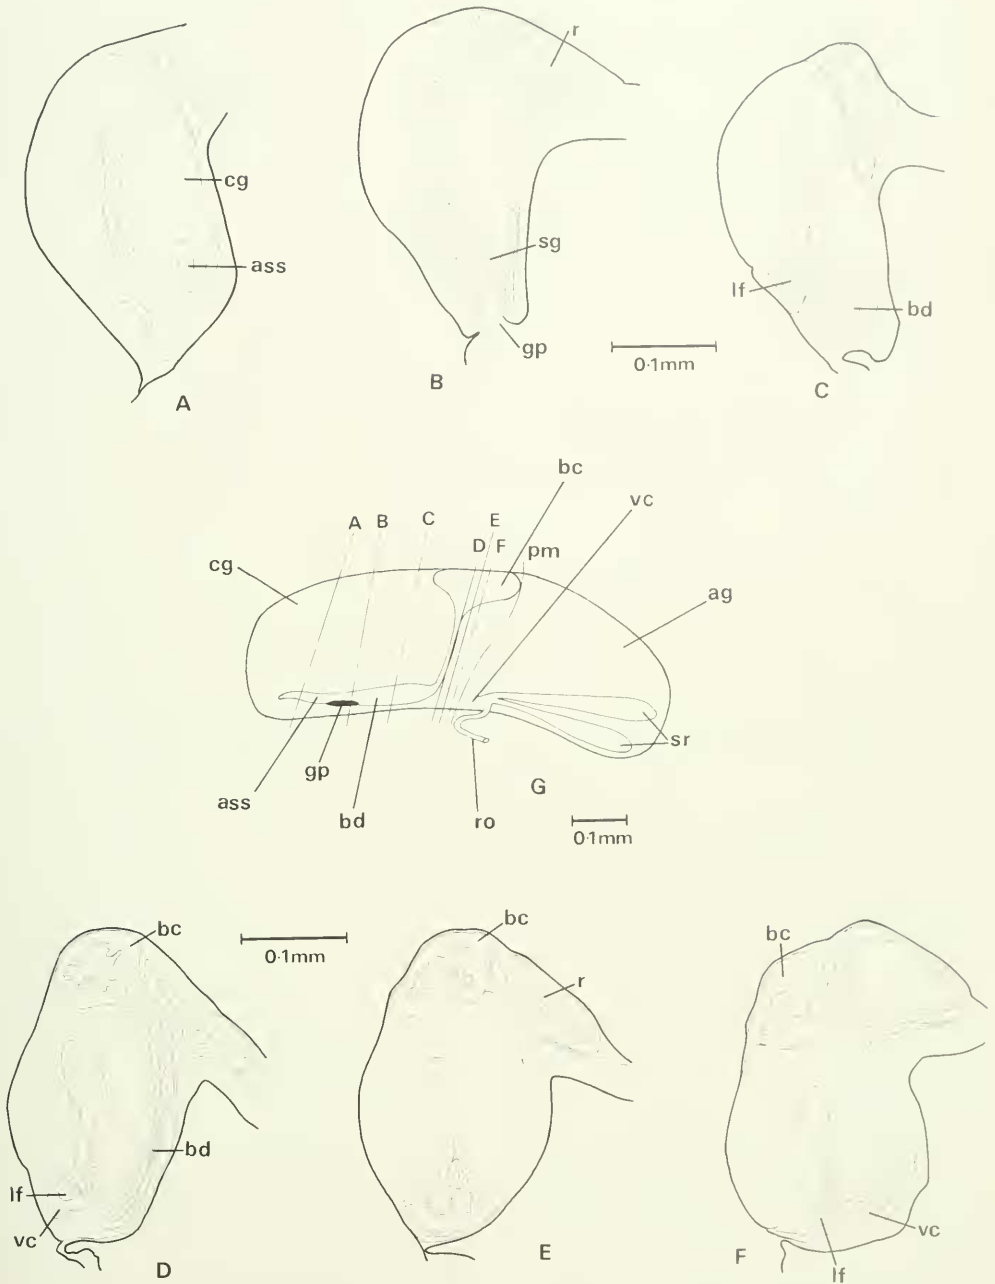 r
cg
ass
sg
lf
bd
gp
0·1mm
A
B
C
bc
vc
A B C E
D F pm
cg
ag
sr
gp
ass
bd
ro
G
0·1mm
bc
0·1mm
bc
r
bc
bd
lf
vc
vc
lf
D
E
F